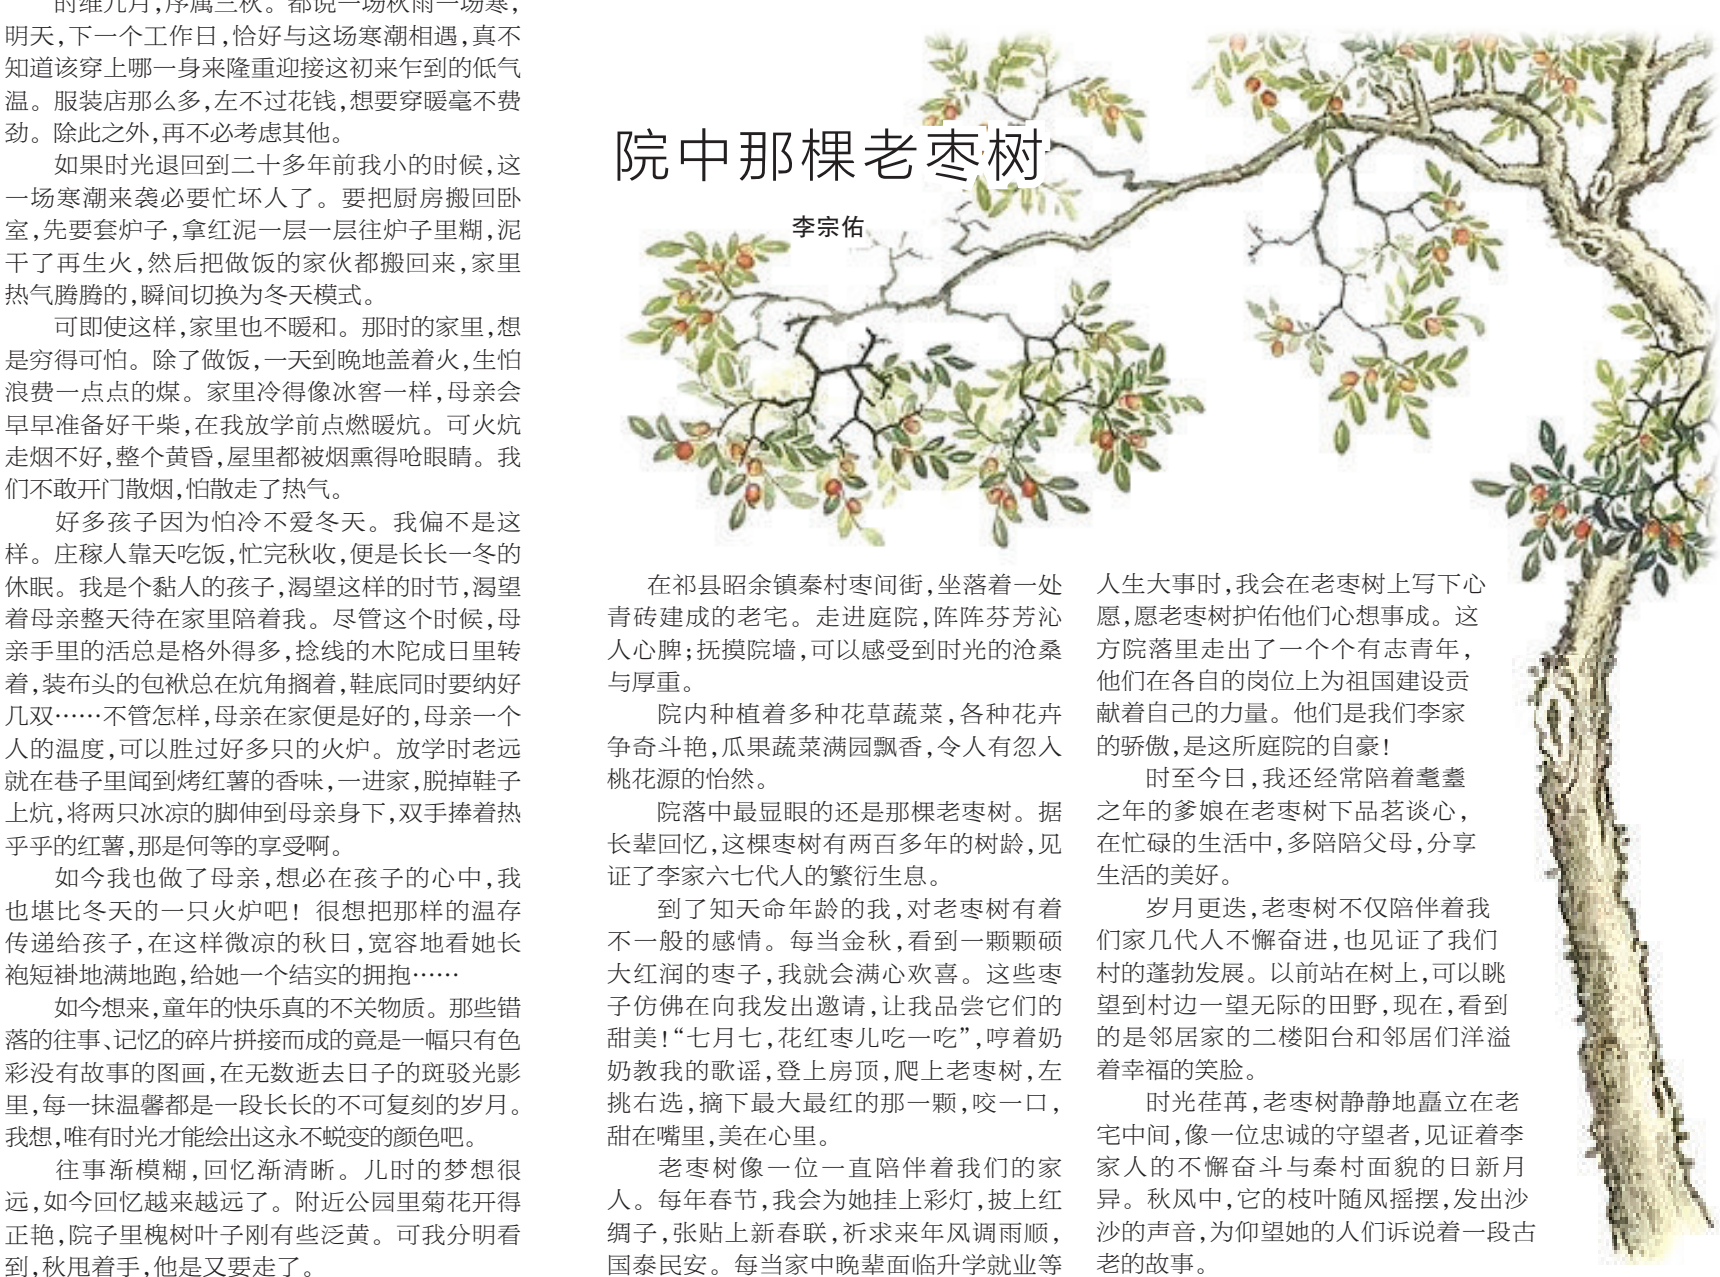 时维九月,序属三秋。都说一场秋雨一场寒,
明天,下一个工作日,恰好与这场寒潮相遇,真不
知道该穿上哪一身来隆重迎接这初来乍到的低气
温。服装店那么多,左不过花钱,想要穿暖毫不费
劲。除此之外,再不必考虑其他。
如果时光退回到二十多年前我小的时候,这
一场寒潮来袭必要忙坏人了。要把厨房搬回卧
室,先要套炉子,拿红泥一层一层往炉子里糊,泥
干了再生火,然后把做饭的家伙都搬回来,家里
热气腾腾的,瞬间切换为冬天模式。
可即使这样,家里也不暖和。那时的家里,想
是穷得可怕。除了做饭,一天到晚地盖着火,生怕
浪费一点点的煤。家里冷得像冰窖一样,母亲会
早早准备好干柴,在我放学前点燃暖炕。可火炕
走烟不好,整个黄昏,屋里都被烟熏得呛眼睛。我
们不敢开门散烟,怕散走了热气。
好多孩子因为怕冷不爱冬天。我偏不是这
样。庄稼人靠天吃饭,忙完秋收,便是长长一冬的
休眠。我是个黏人的孩子,渴望这样的时节,渴望
着母亲整天待在家里陪着我。尽管这个时候,母
亲手里的活总是格外得多,捻线的木陀成日里转
着,装布头的包袱总在炕角搁着,鞋底同时要纳好
几双……不管怎样,母亲在家便是好的,母亲一个
人的温度,可以胜过好多只的火炉。放学时老远
就在巷子里闻到烤红薯的香味,一进家,脱掉鞋子
上炕,将两只冰凉的脚伸到母亲身下,双手捧着热
乎乎的红薯,那是何等的享受啊。
如今我也做了母亲,想必在孩子的心中,我
也堪比冬天的一只火炉吧！很想把那样的温存
传递给孩子,在这样微凉的秋日,宽容地看她长
袍短褂地满地跑,给她一个结实的拥抱……
如今想来,童年的快乐真的不关物质。那些错
落的往事、记忆的碎片拼接而成的竟是一幅只有色
彩没有故事的图画,在无数逝去日子的斑驳光影
里,每一抹温馨都是一段长长的不可复刻的岁月。
我想,唯有时光才能绘出这永不蜕变的颜色吧。
往事渐模糊,回忆渐清晰。儿时的梦想很
远,如今回忆越来越远了。附近公园里菊花开得
正艳,院子里槐树叶子刚有些泛黄。可我分明看
到,秋甩着手,他是又要走了。
院中那棵老枣树
李宗佑
在祁县昭余镇秦村枣间街,坐落着一处
青砖建成的老宅。走进庭院,阵阵芬芳沁
人心脾;抚摸院墙,可以感受到时光的沧桑
与厚重。
院内种植着多种花草蔬菜,各种花卉
争奇斗艳,瓜果蔬菜满园飘香,令人有忽入
桃花源的怡然。
院落中最显眼的还是那棵老枣树。据
长辈回忆,这棵枣树有两百多年的树龄,见
证了李家六七代人的繁衍生息。
到了知天命年龄的我,对老枣树有着
不一般的感情。每当金秋,看到一颗颗硕
大红润的枣子,我就会满心欢喜。这些枣
子仿佛在向我发出邀请,让我品尝它们的
甜美!“七月七,花红枣儿吃一吃”,哼着奶
奶教我的歌谣,登上房顶,爬上老枣树,左
挑右选,摘下最大最红的那一颗,咬一口,
甜在嘴里,美在心里。
老枣树像一位一直陪伴着我们的家
人。每年春节,我会为她挂上彩灯,披上红
绸子,张贴上新春联,祈求来年风调雨顺,
国泰民安。每当家中晚辈面临升学就业等
人生大事时,我会在老枣树上写下心
愿,愿老枣树护佑他们心想事成。这
方院落里走出了一个个有志青年,
他们在各自的岗位上为祖国建设贡
献着自己的力量。他们是我们李家
的骄傲,是这所庭院的自豪!
时至今日,我还经常陪着耄耋
之年的爹娘在老枣树下品茗谈心,
在忙碌的生活中,多陪陪父母,分享
生活的美好。
岁月更迭,老枣树不仅陪伴着我
们家几代人不懈奋进,也见证了我们
村的蓬勃发展。以前站在树上,可以眺
望到村边一望无际的田野,现在,看到
的是邻居家的二楼阳台和邻居们洋溢
着幸福的笑脸。
时光荏苒,老枣树静静地矗立在老
宅中间,像一位忠诚的守望者,见证着李
家人的不懈奋斗与秦村面貌的日新月
异。秋风中,它的枝叶随风摇摆,发出沙
沙的声音,为仰望她的人们诉说着一段古
老的故事。